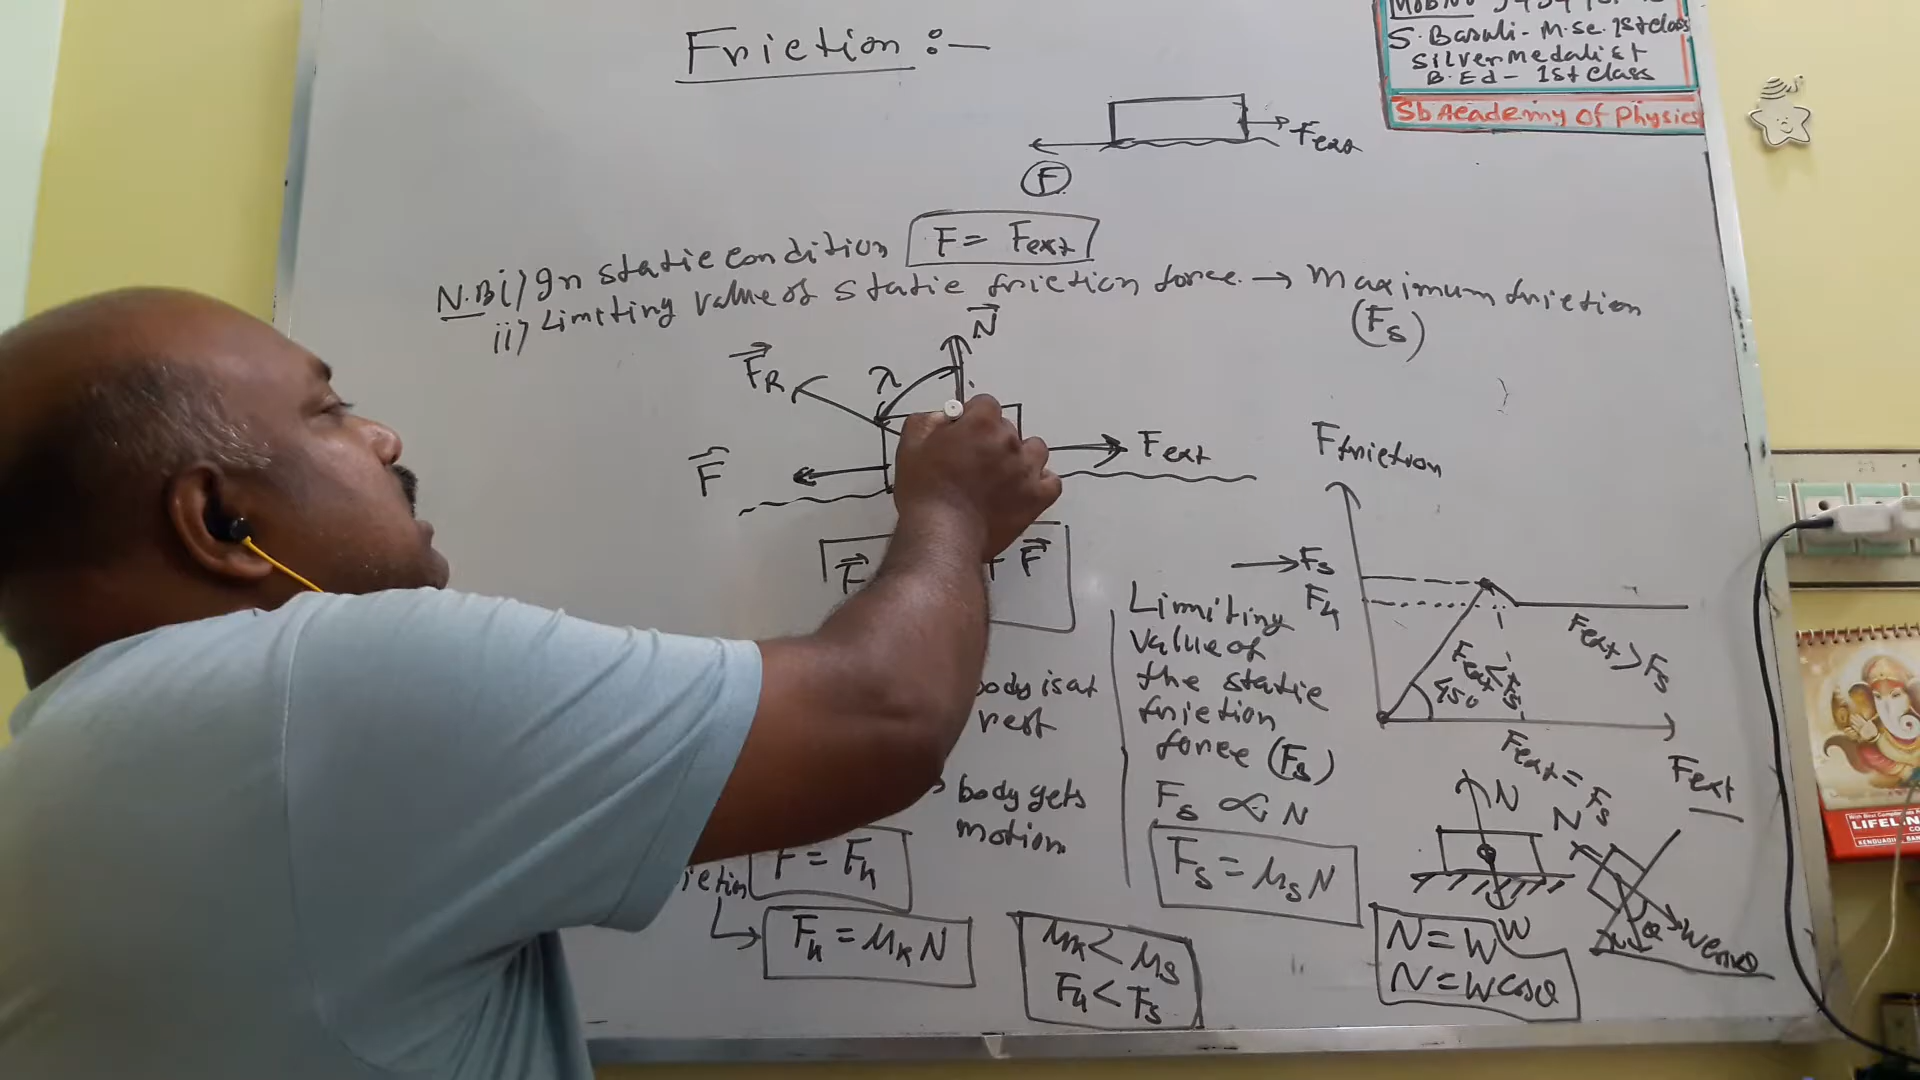 Friction :-
S. Basuli - M.Sc. 1st Class
Silver medalist
B.Ed - 1st Class
Sb Academy of Physics
Fext
F
N.B i) In static condition F = Fext
ii) Limiting value of static friction force. → Maximum friction
(Fs)
N
FR
λ
F
Fext
F
F
body is at
rest
body gets
motion
F = Fk
Fk = μk N
μk < μs
Fk < Fs
Limiting
value of
the static
friction
force (Fs)
Fs ∝ N
Fs = μs N
Ffriction
Fs
Fk
Fext < Fs
45°
Fext > Fs
Fext = Fs
Fext
N
W
N
θ
W cosθ
N = W
N = W cosθ
LIFELIN